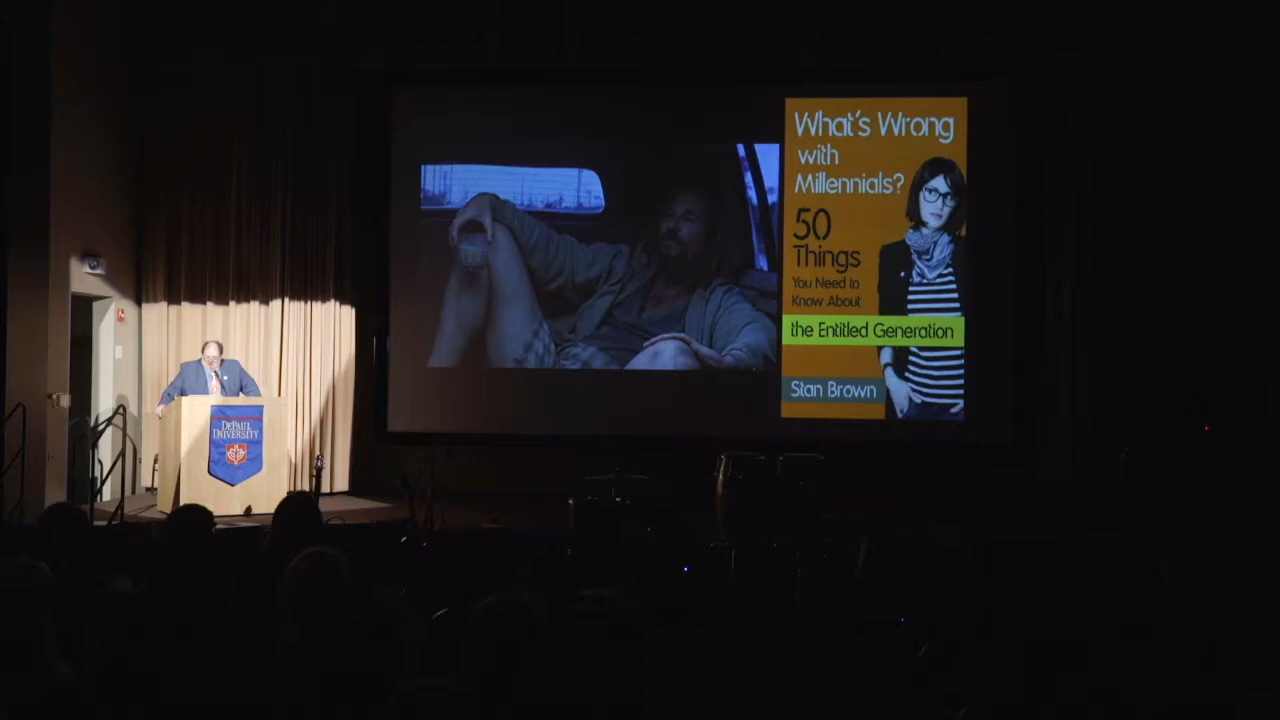 What's Wrong
with
Millennials?
50
Things
You Need to
Know About
the Entitled Generation
Stan Brown
DEPAUL
UNIVERSITY